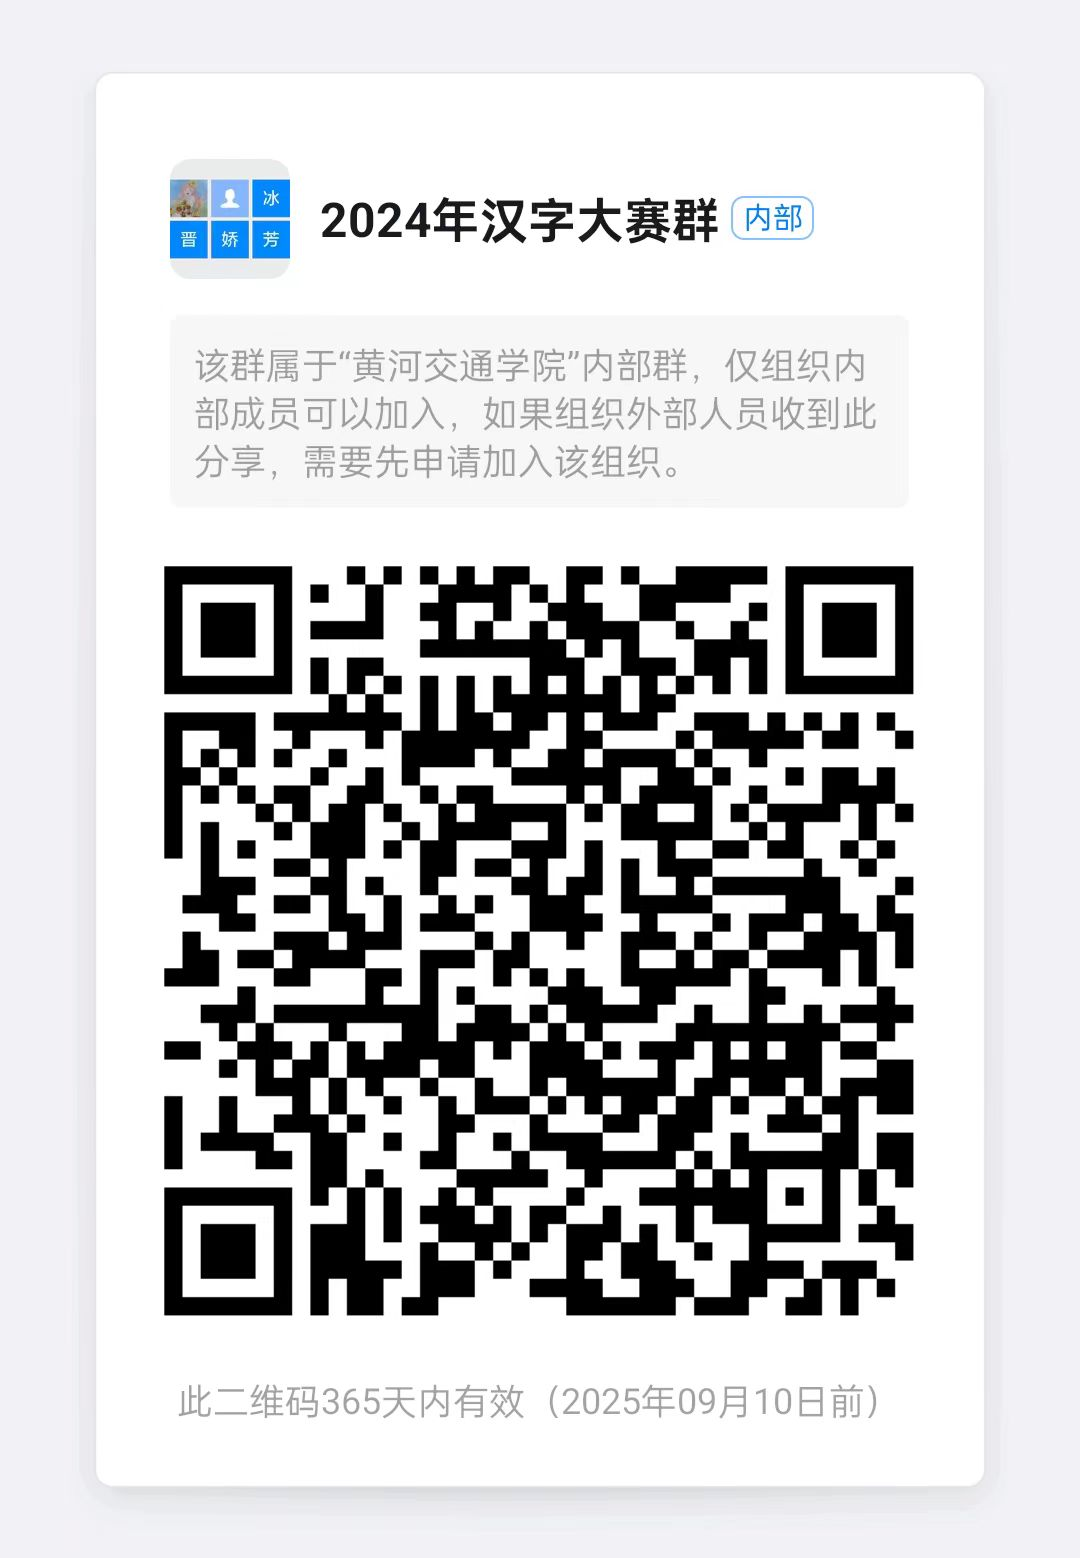 冰
晋 娇 芳
2024年汉字大赛群 内部
该群属于“黄河交通学院”内部群，仅组织内
部成员可以加入，如果组织外部人员收到此
分享，需要先申请加入该组织。
此二维码365天内有效（2025年09月10日前）